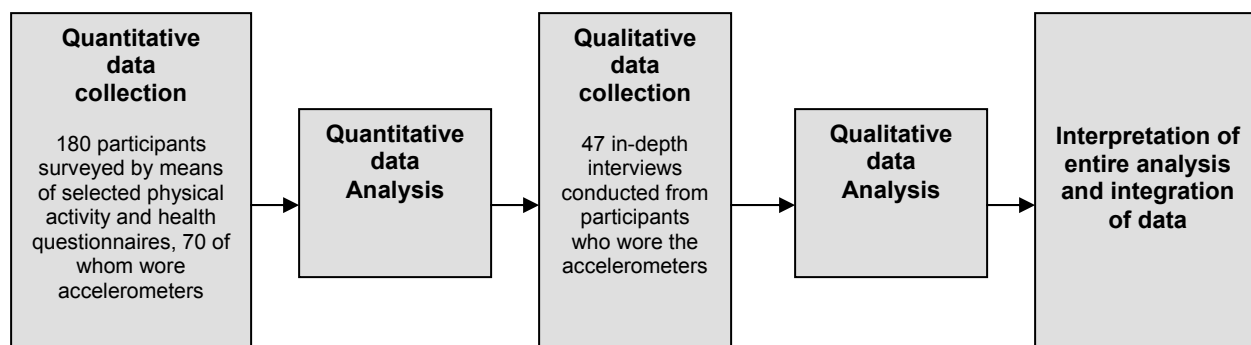 Quantitative
data
collection
180 participants
surveyed by means
of selected physical
activity and health
questionnaires, 70 of
whom wore
accelerometers
Quantitative
data
Analysis
Qualitative
data
collection
47 in-depth
interviews
conducted from
participants
who wore the
accelerometers
Qualitative
data
Analysis
Interpretation of
entire analysis
and integration
of data